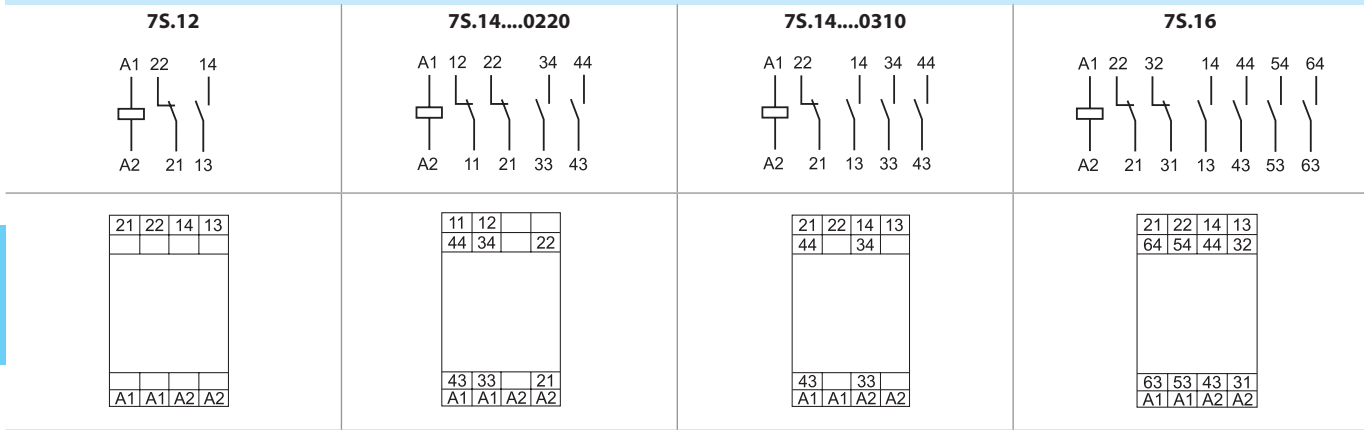 7S.12
7S.14....0220
7S.14....0310
7S.16
A1 22 14
A2 21 13
A1 12 22 34 44
A2 11 21 33 43
A1 22 14 34 44
A2 21 13 33 43
A1 22 32 14 44 54 64
A2 21 31 13 43 53 63
21 22 14 13
A1 A1 A2 A2
11 12
44 34 22
43 33 21
A1 A1 A2 A2
21 22 14 13
44 34
43 33
A1 A1 A2 A2
21 22 14 13
64 54 44 32
63 53 43 31
A1 A1 A2 A2